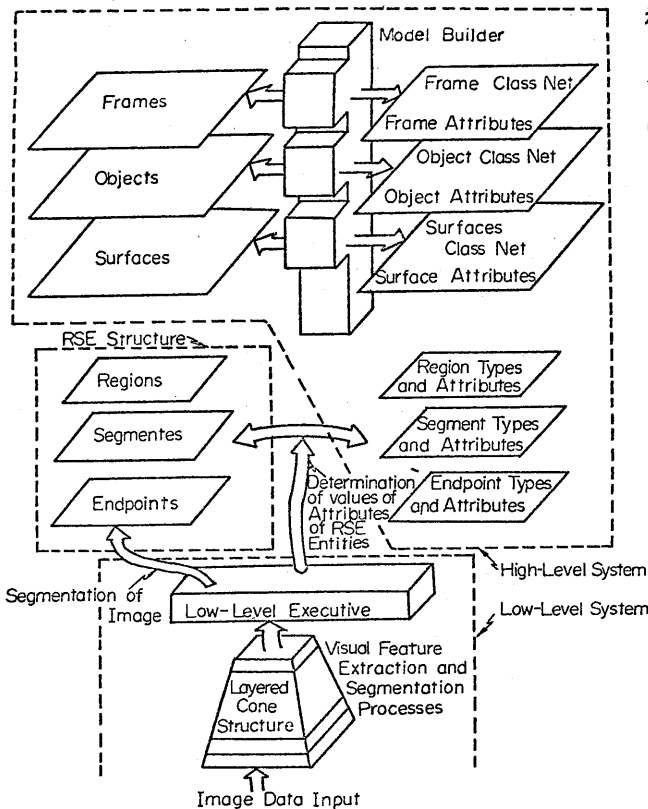 Model Builder
Frames
Frame Class Net
Frame Attributes
Objects
Object Class Net
Object Attributes
Surfaces
Surfaces
Class Net
Surface Attributes
RSE Structure
Regions
Region Types
and Attributes
Segmentes
Segment Types
and Attributes
Endpoints
Determination
of values of
Attributes
of RSE
Entities
Endpoint Types
and Attributes
High-Level System
Segmentation of
Image
Low-Level Executive
Low-Level System
Visual Feature
Extraction and
Segmentation
Processes
Layered
Cone
Structure
Image Data Input